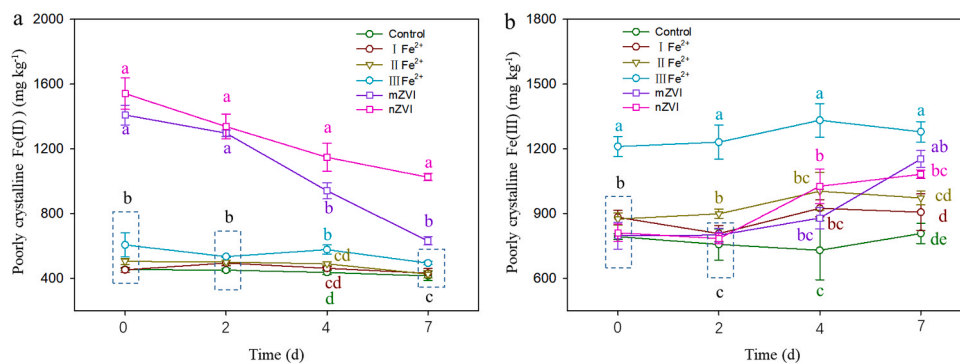 a
2000
1600
1200
800
400
Poorly crystalline Fe(II) ) (mg kg⁻¹)
Control
I Fe²⁺
II Fe²⁺
III Fe²⁺
mZVI
nZVI
a
a
a
a
a
a
b
b
b
b
b
cd
cd
d
c
0
2
4
7
Time (d)
b
1800
1500
1200
900
600
Poorly crystalline Fe(III) (mg kg⁻¹)
Control
I Fe²⁺
II Fe²⁺
III Fe²⁺
mZVI
nZVI
a
a
a
a
b
b
b
ab
bc
bc
cd
bc
bc
d
de
c
c
0
2
4
7
Time (d)